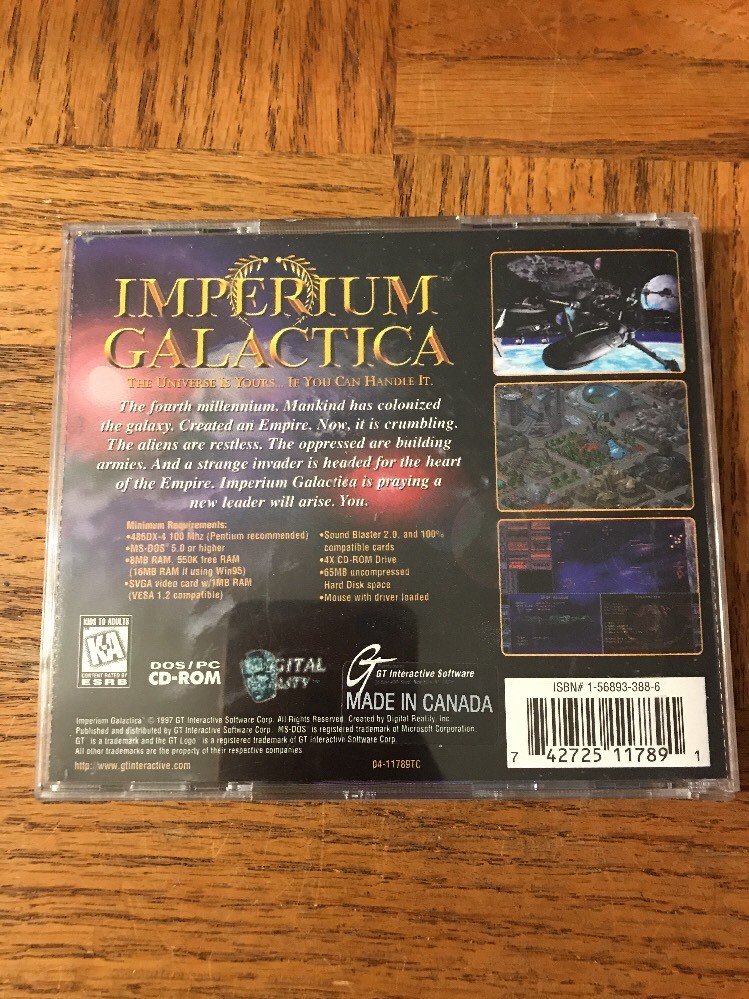 IMPERIUM
GALACTICA™
THE UNIVERSE IS YOURS... IF YOU CAN HANDLE IT.
The fourth millennium. Mankind has colonized
the galaxy. Created an Empire. Now, it is crumbling.
The aliens are restless. The oppressed are building
armies. And a strange invader is headed for the heart
of the Empire. Imperium Galactica is praying a
new leader will arise. You.
Minimum Requirements:
•486DX-4 100 Mhz (Pentium recommended)
•MS-DOS 5.0 or higher
•8MB RAM, 550K free RAM
(16MB RAM if using Win95)
•SVGA video card w/1MB RAM
(VESA 1.2 compatible)
•Sound Blaster 2.0, and 100%
compatible cards
•4X CD-ROM Drive
•65MB uncompressed
Hard Disk space
•Mouse with driver loaded
KIDS TO ADULTS
K-A
CONTENT RATED BY
ESRB
DOS/PC
CD-ROM
DIGITAL
REALITY™
GT
GT Interactive Software
MADE IN CANADA
ISBN# 1-56893-388-6
7 42725 11789 1
Imperium Galactica™ © 1997 GT Interactive Software Corp. All Rights Reserved. Created by Digital Reality, Inc.
Published and distributed by GT Interactive Software Corp. MS-DOS is registered trademark of Microsoft Corporation.
GT is a trademark and the GT Logo is a registered trademark of GT Interactive Software Corp.
All other trademarks are the property of their respective companies.
http://www.gtinteractive.com
04-11789TC